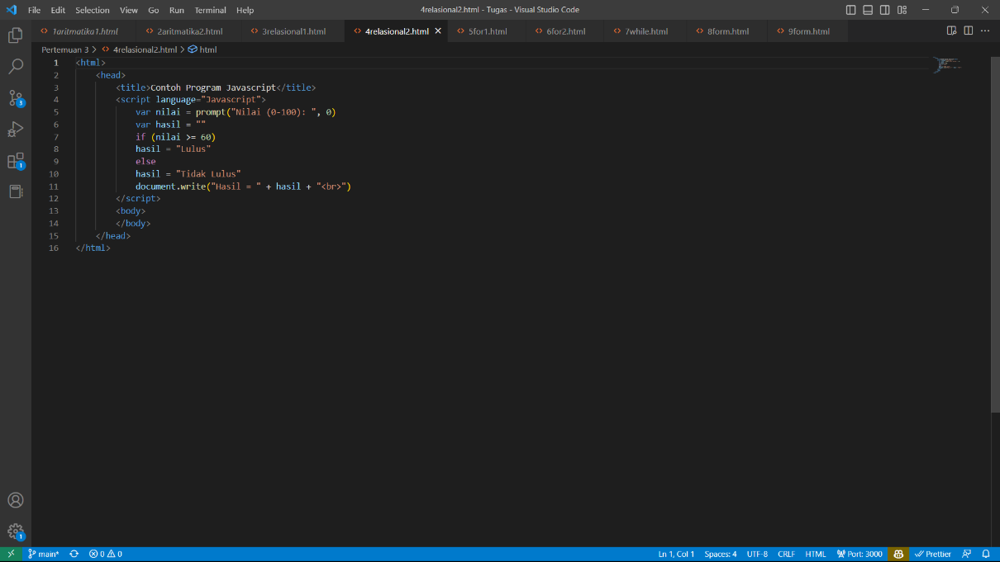 File Edit Selection View Go Run Terminal Help 4relasional2.html - Tugas - Visual Studio Code
1aritmatika1.html 2aritmatika2.html 3relasional1.html 4relasional2.html 5for1.html 6for2.html 7while.html 8form.html 9form.html
Pertemuan 3 > 4relasional2.html > html
1 <html>
2 <head>
3 <title>Contoh Program Javascript</title>
4 <script language="Javascript">
5 var nilai = prompt("Nilai (0-100): ", 0)
6 var hasil = ""
7 if (nilai >= 60)
8 hasil = "Lulus"
9 else
10 hasil = "Tidak Lulus"
11 document.write("Hasil = " + hasil + "<br>")
12 </script>
13 <body>
14 </body>
15 </head>
16 </html>
3
1
1
main* 0 0 Ln 1, Col 1 Spaces: 4 UTF-8 CRLF HTML Port: 3000 Prettier